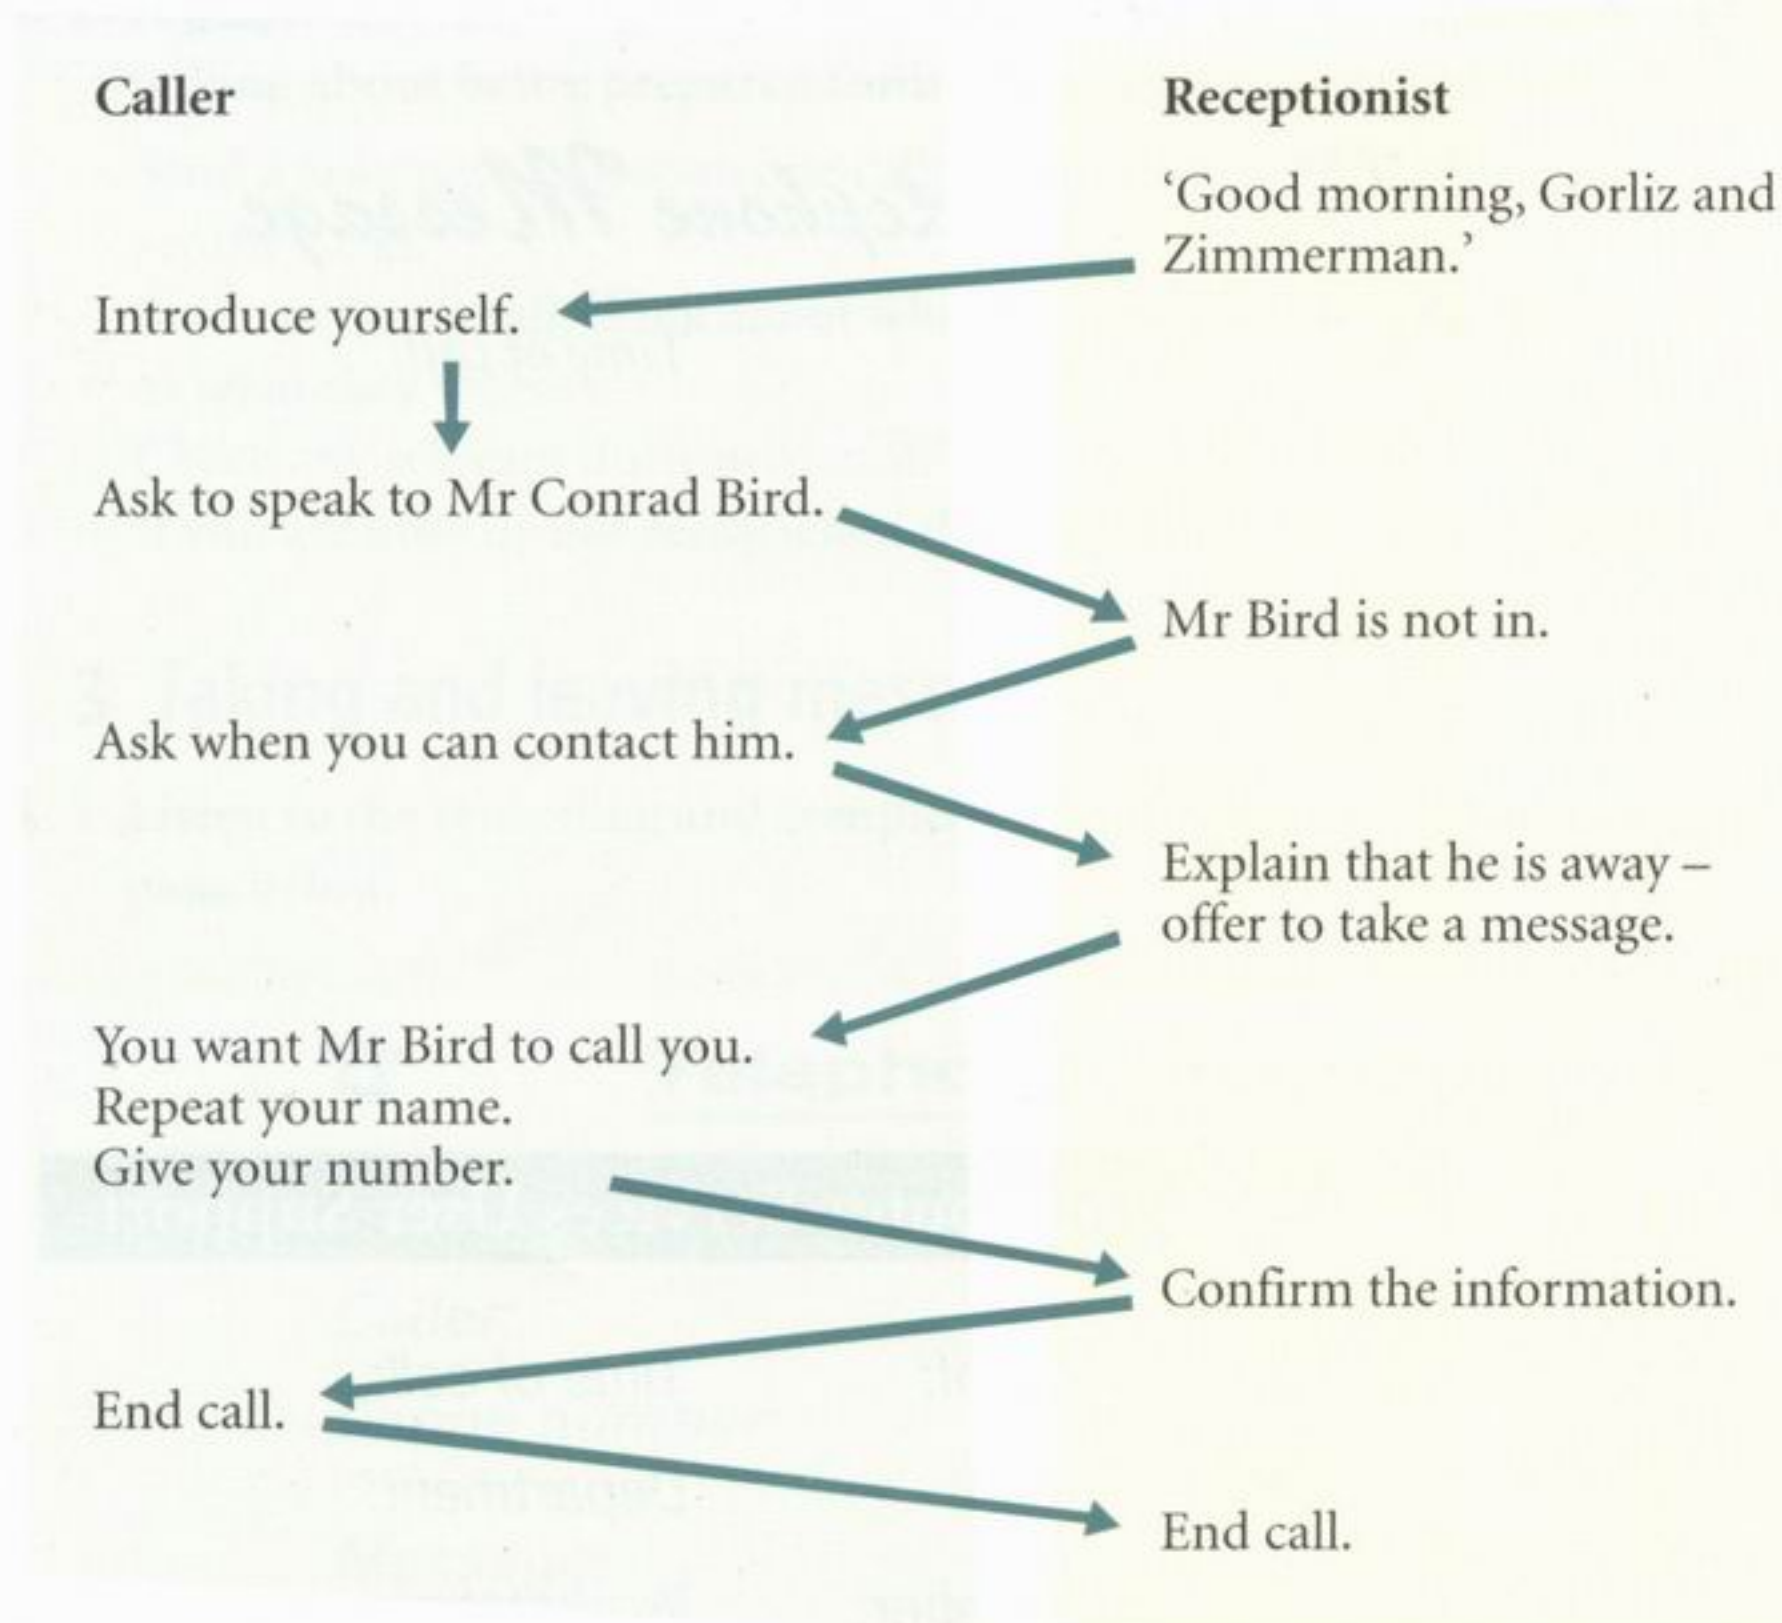 Caller
Receptionist
‘Good morning, Gorliz and
Zimmerman.’
Introduce yourself.
Ask to speak to Mr Conrad Bird.
Mr Bird is not in.
Ask when you can contact him.
Explain that he is away –
offer to take a message.
You want Mr Bird to call you.
Repeat your name.
Give your number.
Confirm the information.
End call.
End call.